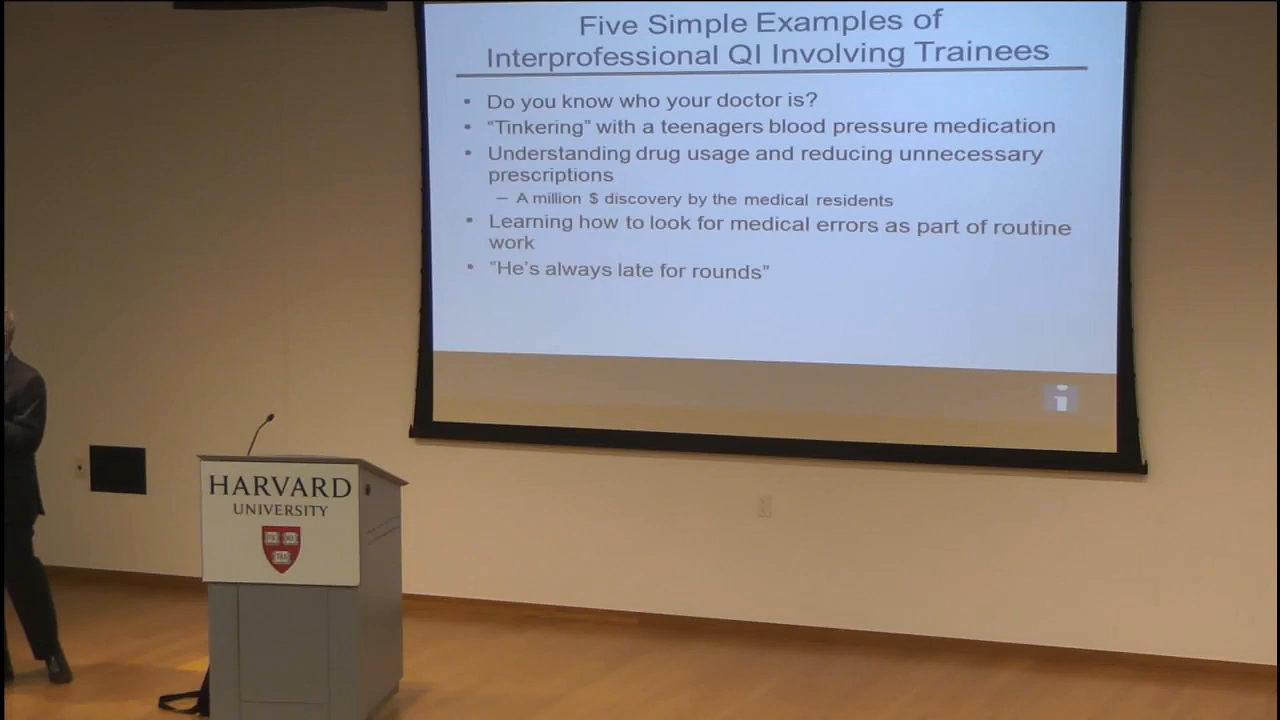 Five Simple Examples of
Interprofessional QI Involving Trainees
• Do you know who your doctor is?
• “Tinkering” with a teenagers blood pressure medication
• Understanding drug usage and reducing unnecessary
prescriptions
– A million $ discovery by the medical residents
• Learning how to look for medical errors as part of routine
work
• “He’s always late for rounds”
i
HARVARD
UNIVERSITY